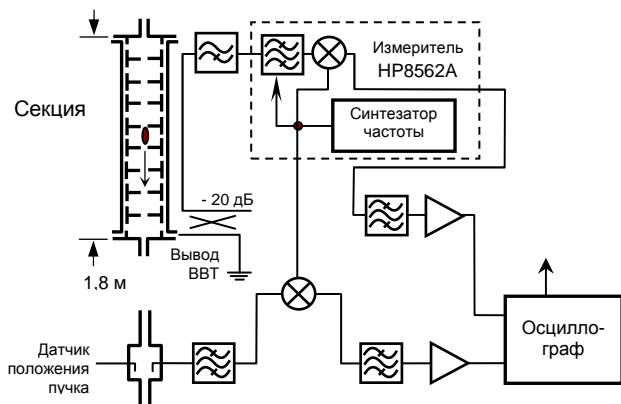 Измеритель
HP8562A
Синтезатор
частоты
Секция
- 20 дБ
Вывод
ВВТ
1,8 м
Датчик
положения
пучка
Осцилло-
граф